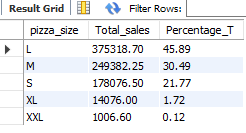 Result Grid Filter Rows:
pizza_size Total_sales Percentage_T
L 375318.70 45.89
M 249382.25 30.49
S 178076.50 21.77
XL 14076.00 1.72
XXL 1006.60 0.12